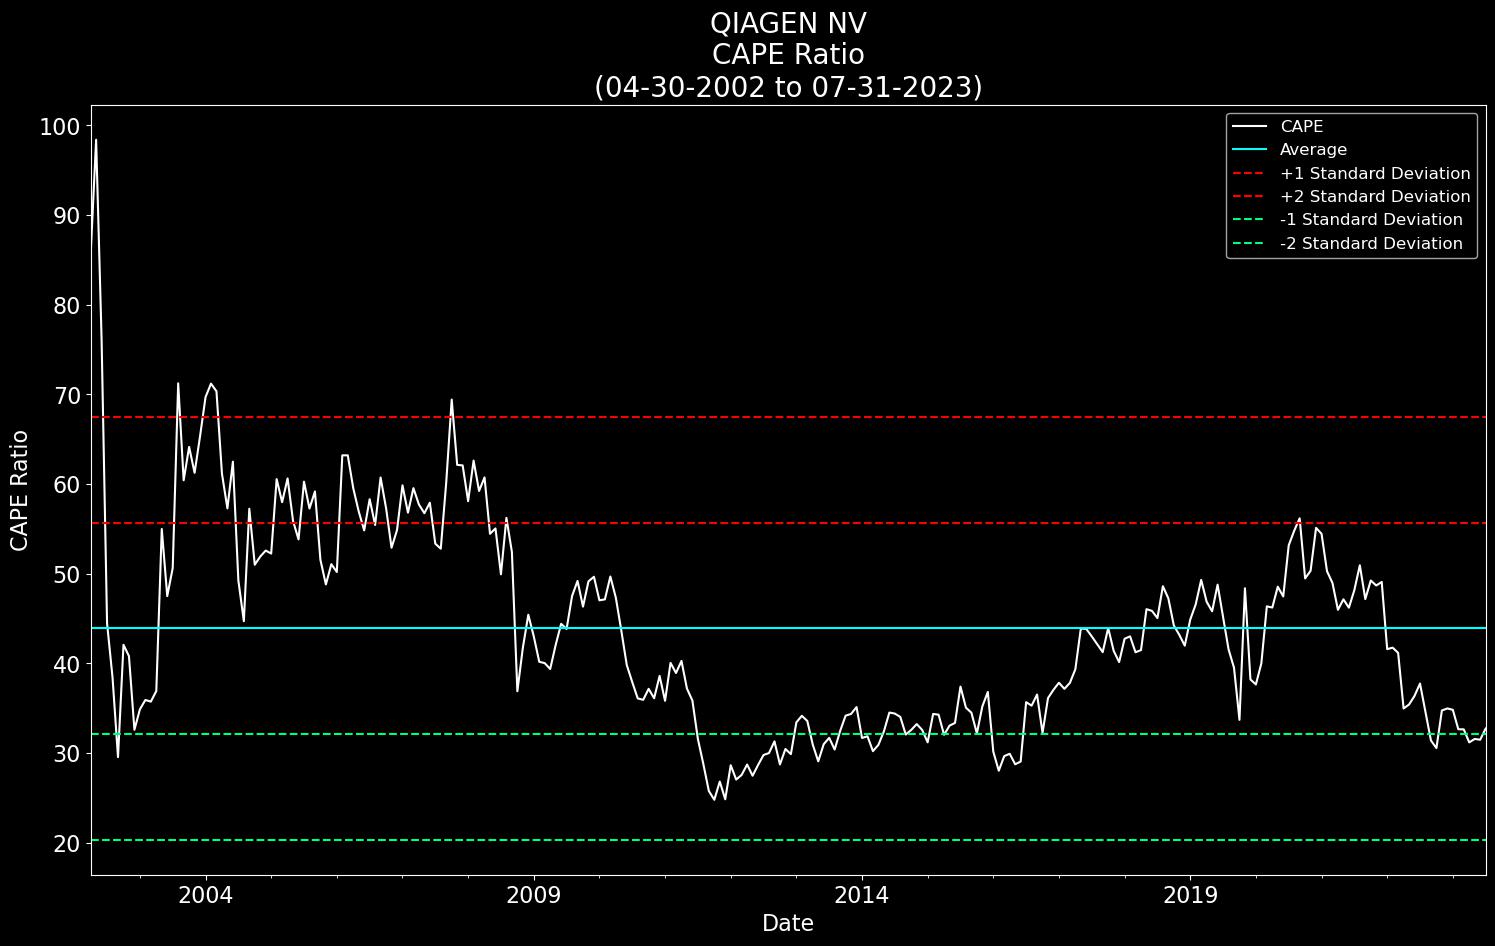 QIAGEN NV
CAPE Ratio
(04-30-2002 to 07-31-2023)
CAPE
Average
+1 Standard Deviation
+2 Standard Deviation
-1 Standard Deviation
-2 Standard Deviation
100
90
80
70
60
50
40
30
20
CAPE Ratio
2004
2009
2014
2019
Date